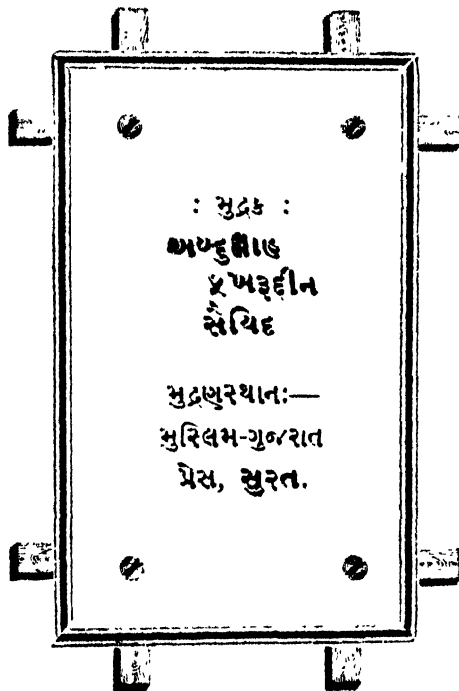 : મુદ્રક :
અબ્દુલ્લાહ
ફખરૂદ્દીન
સૈયિદ
મુદ્રણસ્થાન:—
મુસ્લિમ-ગુજરાત
પ્રેસ, સુરત.